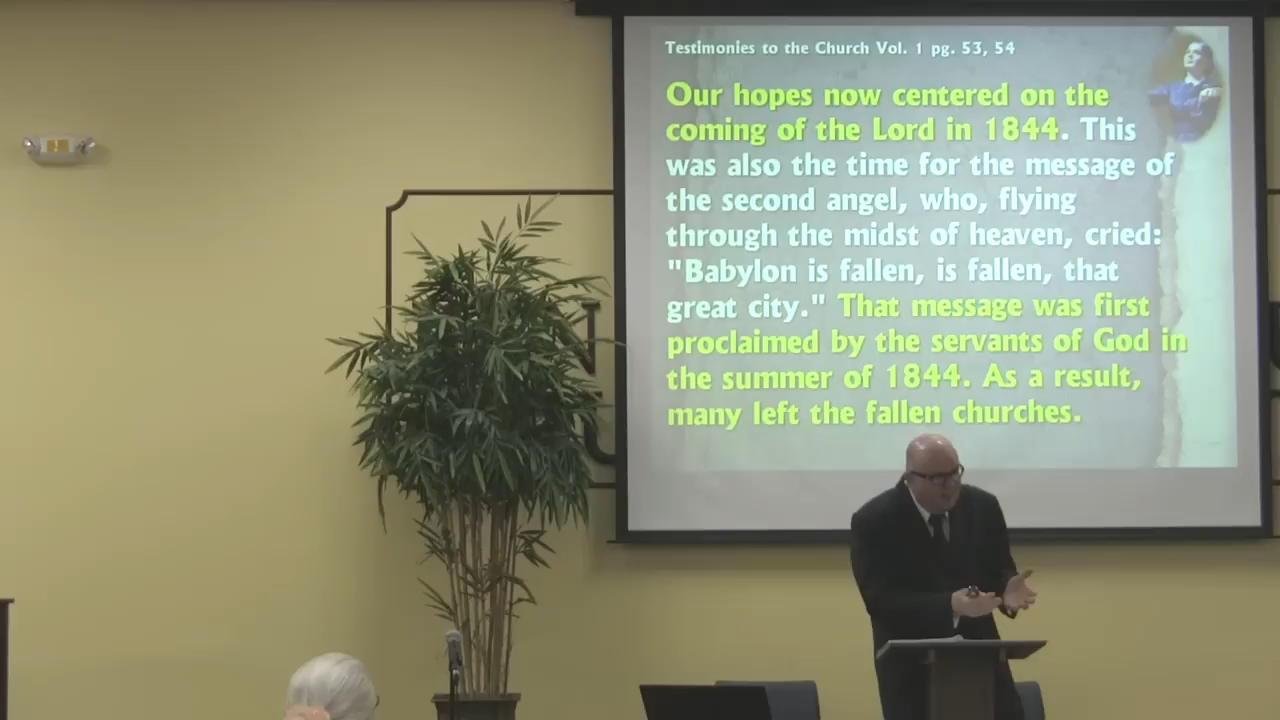 Testimonies to the Church Vol. 1 pg. 53, 54
Our hopes now centered on the
coming of the Lord in 1844. This
was also the time for the message of
the second angel, who, flying
through the midst of heaven, cried:
"Babylon is fallen, is fallen, that
great city." That message was first
proclaimed by the servants of God in
the summer of 1844. As a result,
many left the fallen churches.